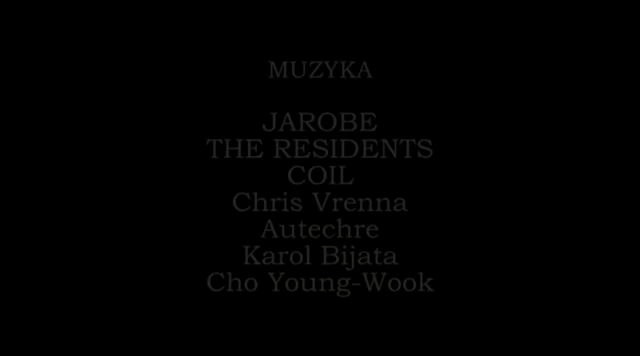 MUZYKA
JAROBE
THE RESIDENTS
COIL
Chris Vrenna
Autechre
Karol Bijata
Cho Young-Wook